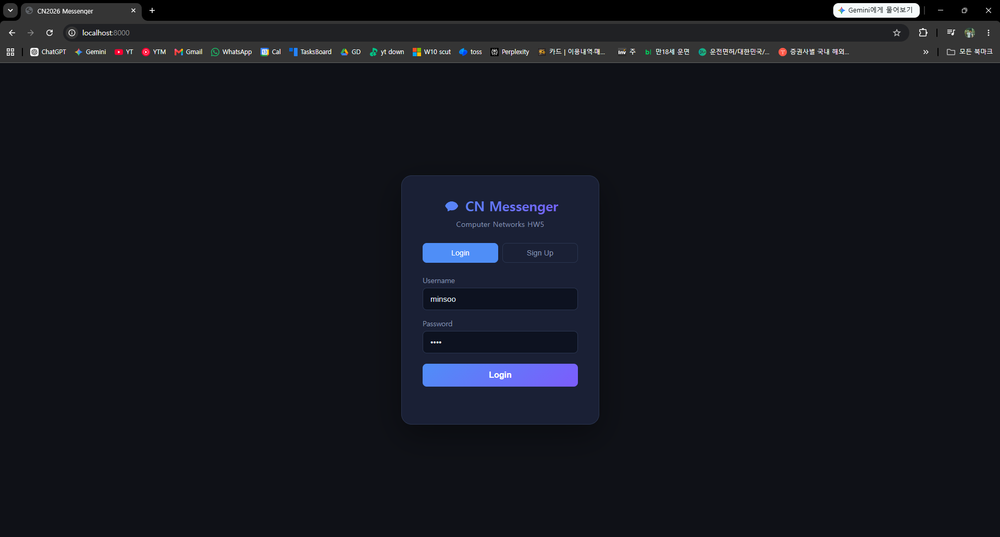 CN2026 Messenger
Gemini에게 물어보기
localhost:8000
ChatGPT
Gemini
YT
YTM
Gmail
WhatsApp
Cal
TasksBoard
GD
yt down
W10 scut
toss
Perplexity
카드 | 이용내역·매...
Inv 주
bl 만18세 운면
운전면허/대한민국/...
증권사별 국내 해외...
모든 북마크
CN Messenger
Computer Networks HW5
Login
Sign Up
Username
minsoo
Password
••••
Login